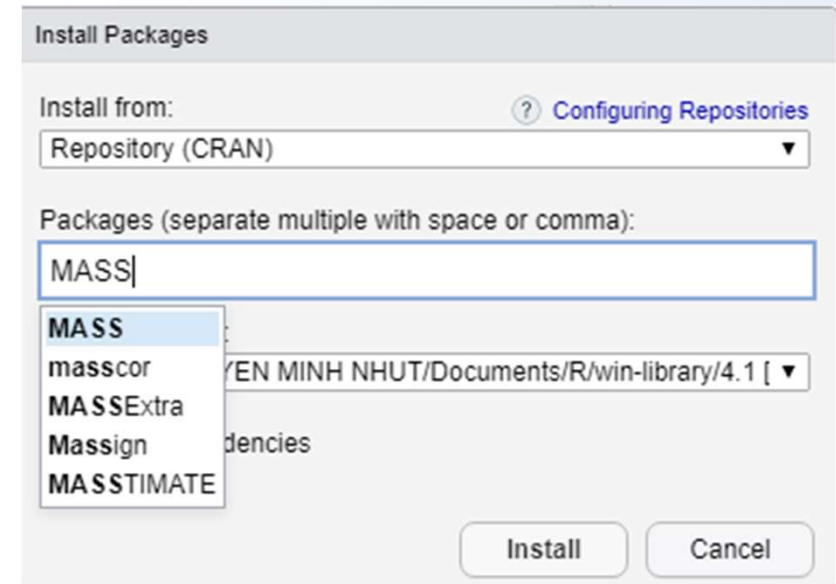 Install Packages
Install from:
? Configuring Repositories
Repository (CRAN)
Packages (separate multiple with space or comma):
MASS
MASS
masscor
MASSExtra
Massign
MASSTIMATE
:
YEN MINH NHUT/Documents/R/win-library/4.1 [
dencies
Install
Cancel